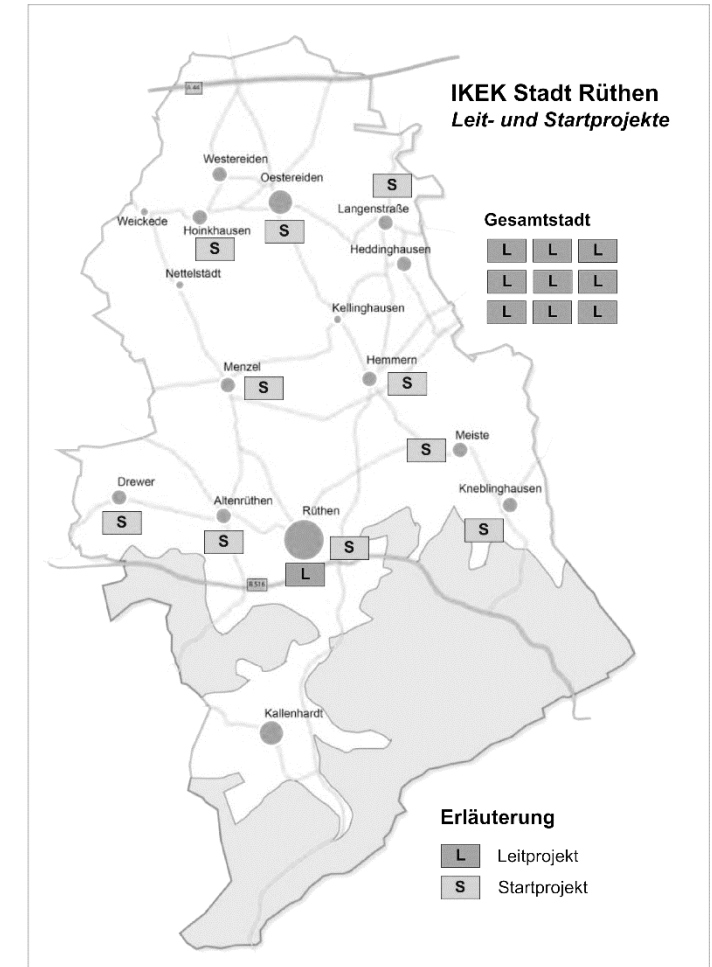 IKEK Stadt Rüthen
Leit- und Startprojekte
Westereiden
Oestereiden
S
Langenstraße
Weickede
Hoinkhausen
S
S
Heddinghausen
Nettelstädt
Kellinghausen
Gesamtstadt
L L L
L L L
L L L
Menzel
S
Hemmern
S
Meiste
S
Drewer
S
Altenrüthen
S
Rüthen
S
L
Kneblinghausen
S
B 516
Kallenhardt
Erläuterung
L Leitprojekt
S Startprojekt